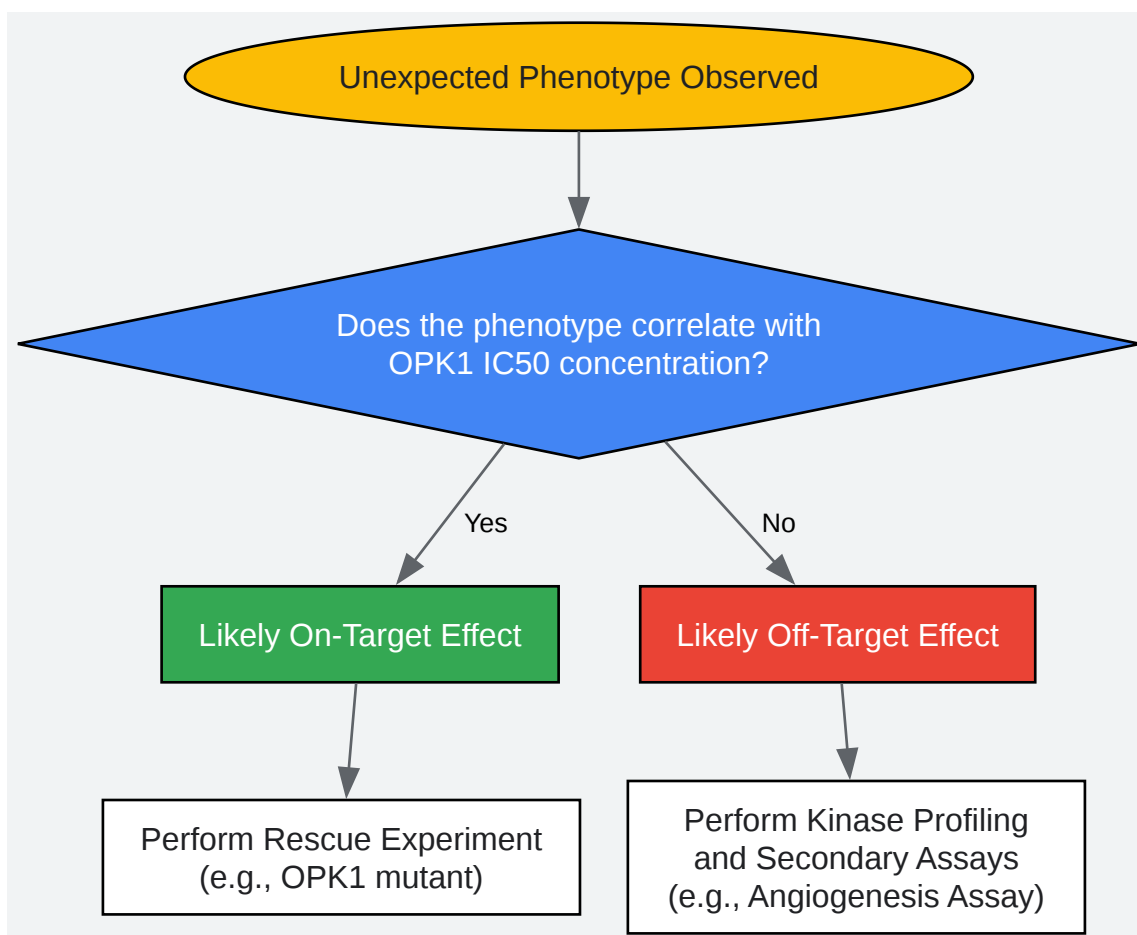 Unexpected Phenotype Observed
Does the phenotype correlate with
OPK1 IC50 concentration?
Yes
No
Likely On-Target Effect
Likely Off-Target Effect
Perform Rescue Experiment
(e.g., OPK1 mutant)
Perform Kinase Profiling
and Secondary Assays
(e.g., Angiogenesis Assay)